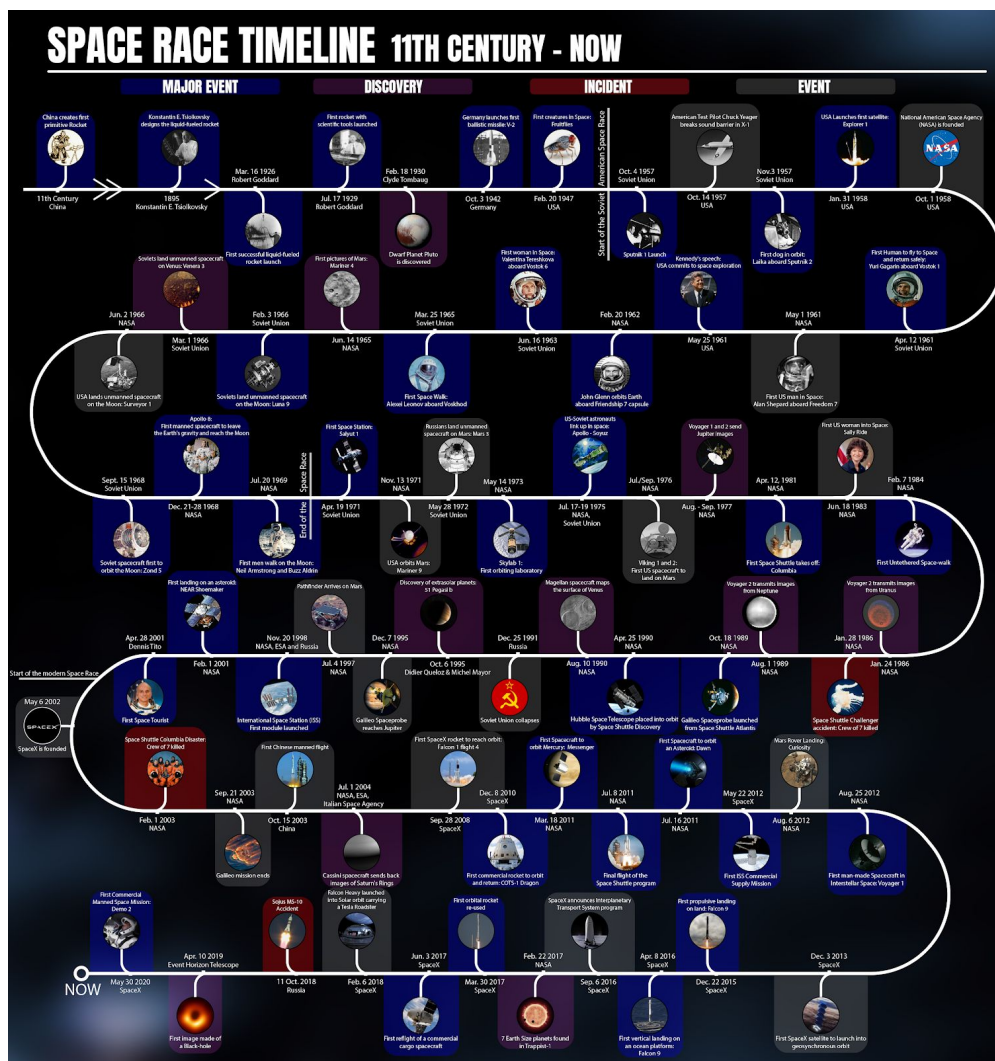 SPACE RACE TIMELINE 11TH CENTURY - NOW
MAJOR EVENT
DISCOVERY
INCIDENT
EVENT
China creates first
primitive Rocket
11th Century
China
Konstantin E. Tsiolkovsky
designs the liquid-fueled rocket
1895
Konstantin E. Tsiolkovsky
Mar. 16 1926
Robert Goddard
First successful liquid-fueled
rocket launch
First rocket with
scientific tools launched
Jul. 17 1929
Robert Goddard
Feb. 18 1930
Clyde Tombaug
Dwarf Planet Pluto
is discovered
Germany launches first
ballistic missile: V-2
Oct. 3 1942
Germany
First creatures in Space:
Fruitflies
Feb. 20 1947
USA
Start of the Soviet American Space Race
Oct. 4 1957
Soviet Union
Sputnik 1 Launch
American Test Pilot Chuck Yeager
breaks sound barrier in X-1
Oct. 14 1957
USA
Nov.3 1957
Soviet Union
First dog in orbit:
Laika aboard Sputnik 2
USA Launches first satellite:
Explorer 1
Jan. 31 1958
USA
National American Space Agency
(NASA) is founded
NASA
Oct. 1 1958
USA
First Human to fly to Space
and return safely:
Yuri Gagarin aboard Vostok 1
Apr. 12 1961
Soviet Union
May 1 1961
NASA
First US man in Space:
Alan Shepard aboard Freedom 7
Kennedy's speech:
USA commits to space exploration
May 25 1961
USA
Feb. 20 1962
NASA
John Glenn orbits Earth
aboard Friendship 7 capsule
First woman in Space:
Valentina Tereshkova
aboard Vostok 6
Jun. 16 1963
Soviet Union
Mar. 25 1965
Soviet Union
First Space Walk:
Alexei Leonov aboard Voskhod
First pictures of Mars:
Mariner 4
Jun. 14 1965
NASA
Feb. 3 1966
Soviet Union
Soviets land unmanned spacecraft
on the Moon: Luna 9
Soviets land unmanned spacecraft
on Venus: Venera 3
Mar. 1 1966
Soviet Union
Jun. 2 1966
NASA
USA lands unmanned spacecraft
on the Moon: Surveyor 1
Sept. 15 1968
Soviet Union
Soviet spacecraft first to
orbit the Moon: Zond 5
Apollo 8:
First manned spacecraft to leave
the Earth's gravity and reach the Moon
Dec. 21-28 1968
NASA
Jul. 20 1969
NASA
First men walk on the Moon:
Neil Armstrong and Buzz Aldrin
End of the Space Race
First Space Station:
Salyut 1
Apr. 19 1971
Soviet Union
Nov. 13 1971
NASA
USA orbits Mars:
Mariner 9
Russians land unmanned
spacecraft on Mars: Mars 3
May 28 1972
Soviet Union
May 14 1973
NASA
Skylab 1:
First orbiting laboratory
US-Soviet astronauts
link up in space:
Apollo - Soyuz
Jul. 17-19 1975
NASA,
Soviet Union
Jul./Sep. 1976
NASA
Viking 1 and 2:
First US spacecraft to
land on Mars
Voyager 1 and 2 send
Jupiter images
Aug. - Sep. 1977
NASA
Apr. 12, 1981
NASA
First Space Shuttle takes off:
Columbia
First US woman into Space:
Sally Ride
Jun. 18 1983
NASA
Feb. 7 1984
NASA
First Untethered Space-walk
Jan. 24 1986
NASA
Voyager 2 transmits images
from Uranus
Jan. 28 1986
NASA
Space Shuttle Challenger
accident: Crew of 7 killed
Voyager 2 transmits images
from Neptune
Aug. 1 1989
NASA
Oct. 18 1989
NASA
Galileo Spaceprobe launched
from Space Shuttle Atlantis
Apr. 25 1990
NASA
Hubble Space Telescope placed into orbit
by Space Shuttle Discovery
Magellan spacecraft maps
the surface of Venus
Aug. 10 1990
NASA
Dec. 25 1991
Russia
Soviet Union collapses
Discovery of extrasolar planets:
51 Pegasi b
Oct. 6 1995
Didier Queloz & Michel Mayor
Dec. 7 1995
NASA
Galileo Spaceprobe
reaches Jupiter
Pathfinder Arrives on Mars
Jul. 4 1997
NASA
Nov. 20 1998
NASA, ESA and Russia
International Space Station (ISS)
First module launched
First landing on an asteroid:
NEAR Shoemaker
Feb. 1 2001
NASA
Apr. 28 2001
Dennis Tito
First Space Tourist
Start of the modern Space Race
May 6 2002
SPACEX
SpaceX is founded
Space Shuttle Columbia Disaster:
Crew of 7 killed
Feb. 1 2003
NASA
Sep. 21 2003
NASA
Galileo mission ends
First Chinese manned flight
Oct. 15 2003
China
Jul. 1 2004
NASA, ESA,
Italian Space Agency
Cassini spacecraft sends back
images of Saturn's Rings
First SpaceX rocket to reach orbit:
Falcon 1 flight 4
Sep. 28 2008
SpaceX
Dec. 8 2010
SpaceX
First commercial rocket to orbit
and return: COTS-1 Dragon
First Spacecraft to
orbit Mercury: Messenger
Mar. 18 2011
NASA
Jul. 8 2011
NASA
Final flight of the
Space Shuttle program
First Spacecraft to orbit
an Asteroid: Dawn
Jul. 16 2011
NASA
May 22 2012
SpaceX
First ISS Commercial
Supply Mission
Mars Rover Landing:
Curiosity
Aug. 6 2012
NASA
Aug. 25 2012
NASA
First man-made Spacecraft in
Interstellar Space: Voyager 1
Dec. 3 2013
SpaceX
First SpaceX satellite to launch into
geosynchronous orbit
First propulsive landing
on land: Falcon 9
Dec. 22 2015
SpaceX
Apr. 8 2016
SpaceX
First vertical landing on
an ocean platform:
Falcon 9
SpaceX announces Interplanetary
Transport System program
Sep. 6 2016
SpaceX
Feb. 22 2017
NASA
7 Earth Size planets found
in Trappist-1
First orbital rocket
re-used
Mar. 30 2017
SpaceX
Jun. 3 2017
SpaceX
First reflight of a commercial
cargo spacecraft
Falcon Heavy launched
into Solar orbit carrying
a Tesla Roadster
Feb. 6 2018
SpaceX
Sojus MS-10
Accident
11 Oct. 2018
Russia
Apr. 10 2019
Event Horizon Telescope
First image made of
a Black-hole
First Commercial
Manned Space Mission:
Demo 2
May 30 2020
SpaceX
NOW